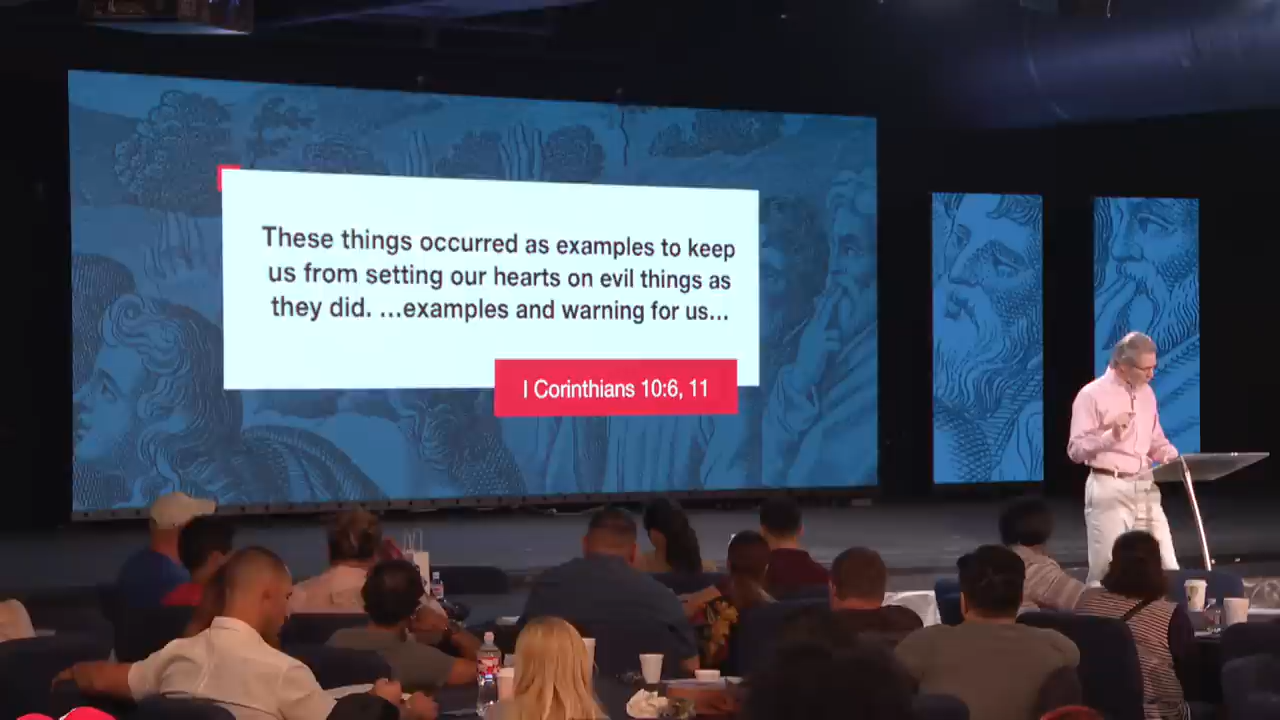 These things occurred as examples to keep
us from setting our hearts on evil things as
they did. ...examples and warning for us...
I Corinthians 10:6, 11